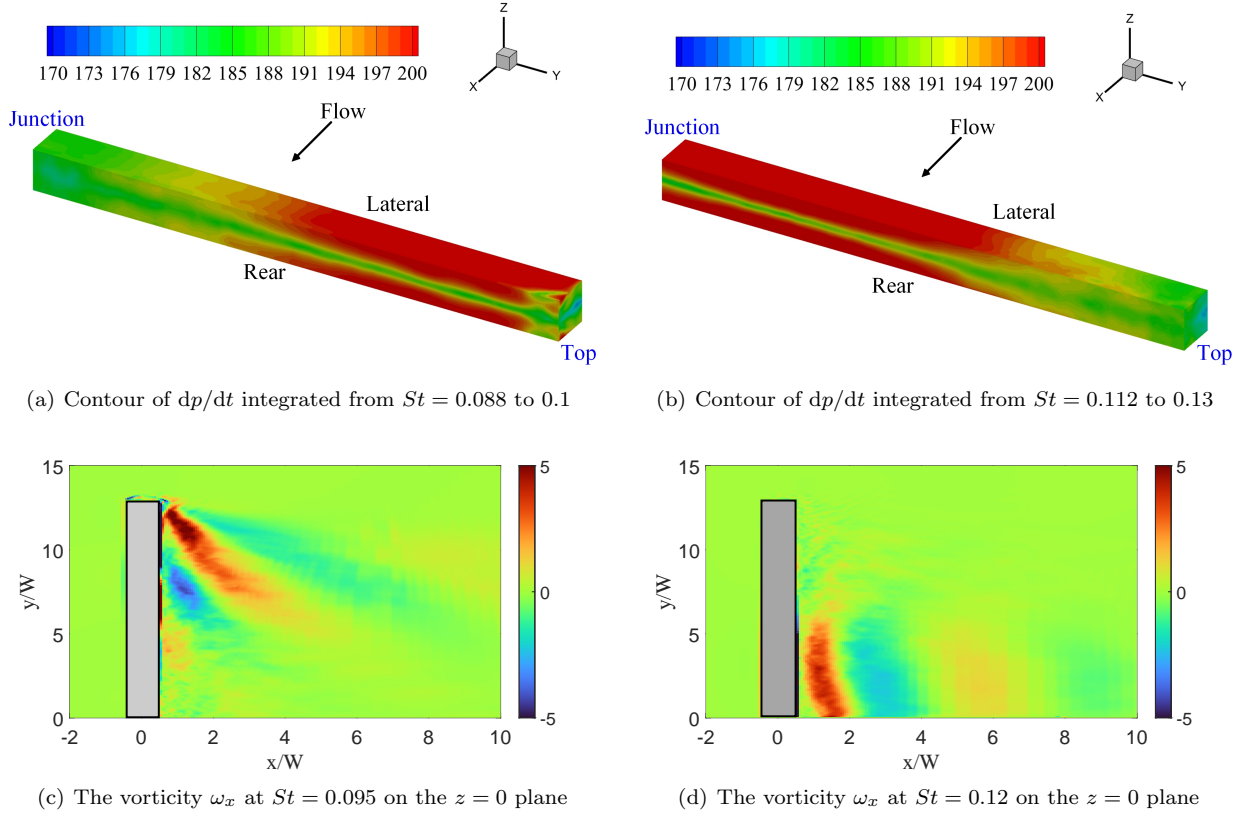 170 173 176 179 182 185 188 191 194 197 200
Z
Y
X
Junction
Flow
Lateral
Rear
Top
170 173 176 179 182 185 188 191 194 197 200
Z
Y
X
Junction
Flow
Lateral
Rear
Top
(a) Contour of dp/dt integrated from St = 0.088 to 0.1
(b) Contour of dp/dt integrated from St = 0.112 to 0.13
15
10
5
0
y/W
-2 0 2 4 6 8 10
x/W
5
0
-5
15
10
5
0
y/W
-2 0 2 4 6 8 10
x/W
5
0
-5
(c) The vorticity ωₓ at St = 0.095 on the z = 0 plane
(d) The vorticity ωₓ at St = 0.12 on the z = 0 plane